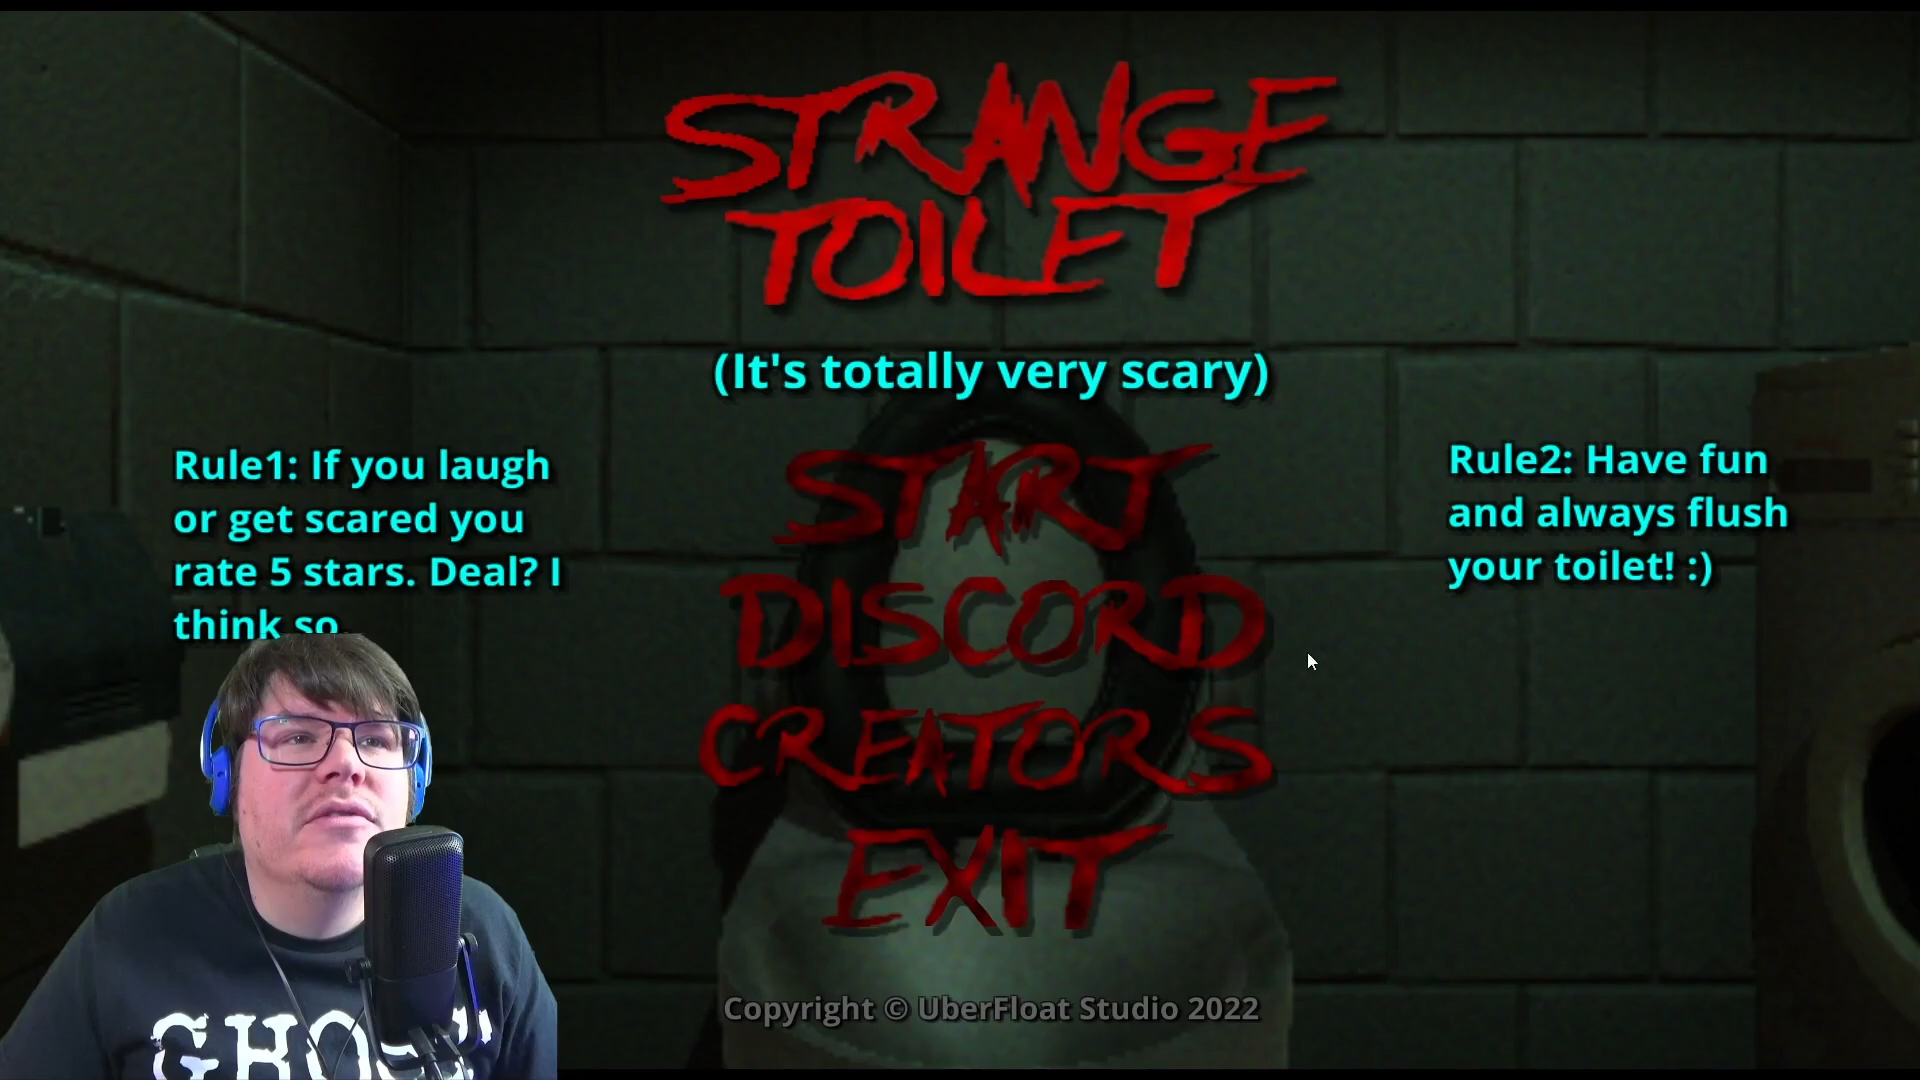 STRANGE
TOILET
(It's totally very scary)
Rule1: If you laugh
or get scared you
rate 5 stars. Deal? I
think so.
Rule2: Have fun
and always flush
your toilet! :)
START
DISCORD
CREATORS
EXIT
Copyright © UberFloat Studio 2022